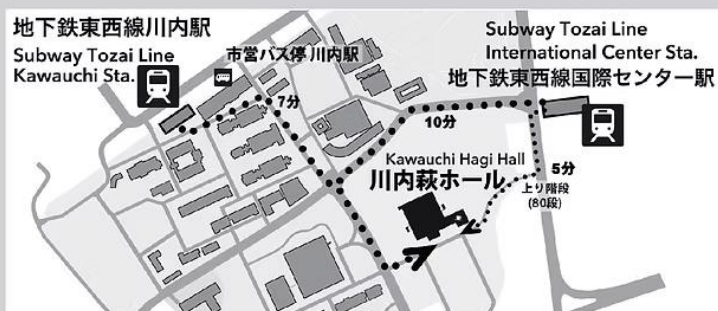 地下鉄東西線川内駅
Subway Tozai Line
Kawauchi Sta.
市営バス停 川内駅
7分
Subway Tozai Line
International Center Sta.
地下鉄東西線国際センター駅
10分
Kawauchi Hagi Hall
川内萩ホール
5分
上り階段
(80段)